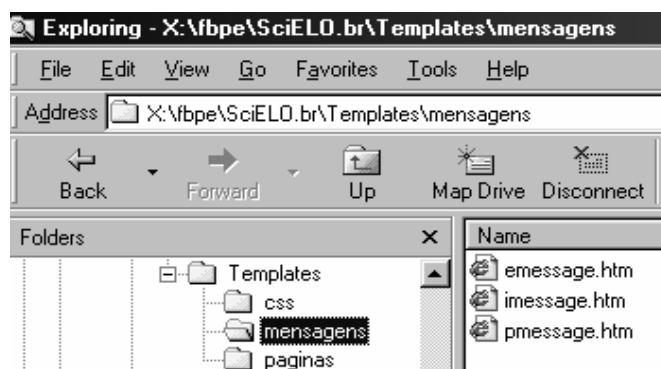 Exploring - X:\fbpe\SciELO.br\Templates\mensagens
File Edit View Go Favorites Tools Help
Address X:\fbpe\SciELO.br\Templates\mensagens
Back Forward Up Map Drive Disconnect
Folders x Name
Templates emessage.htm
css imessage.htm
mensagens pmessage.htm
paginas